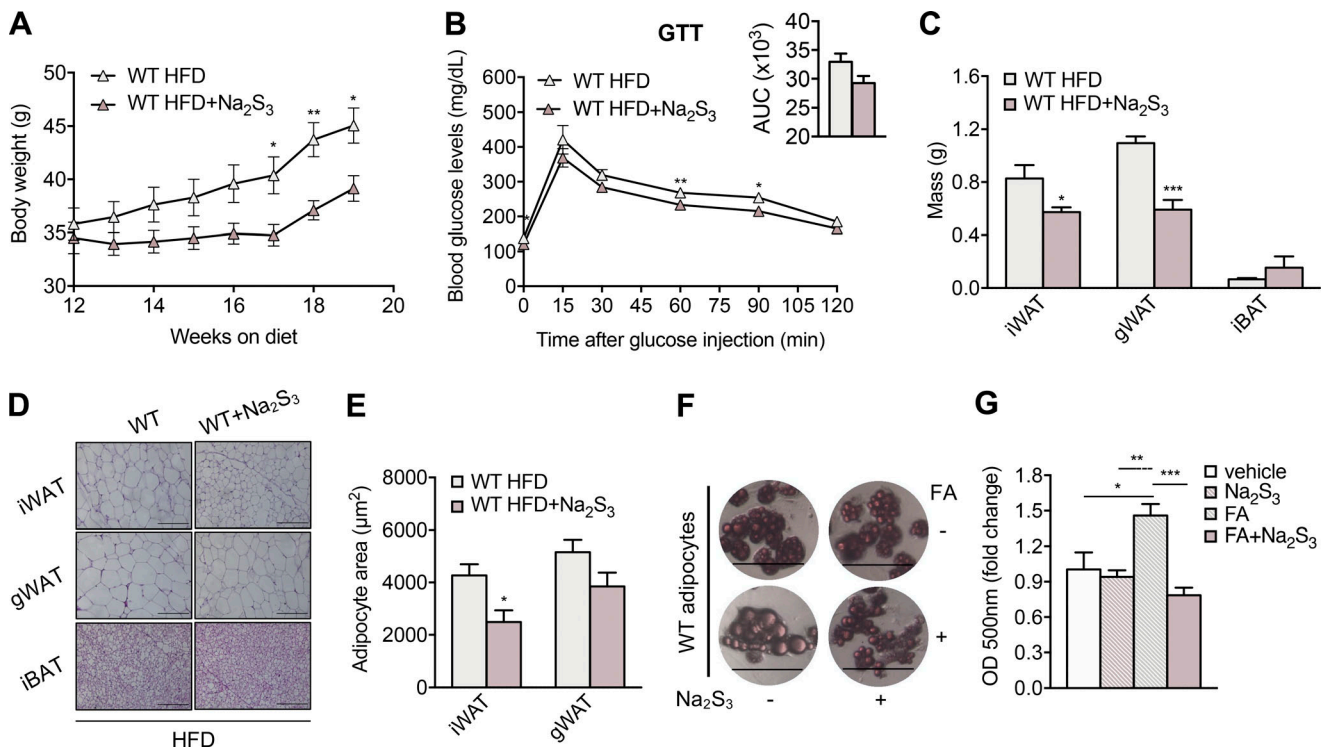 A
WT HFD
WT HFD+Na₂S₃
Body weight (g)
50
45
40
35
30
*
**
*
12
14
16
18
20
Weeks on diet
B
GTT
WT HFD
WT HFD+Na₂S₃
Blood glucose levels (mg/dL)
600
500
400
300
200
100
0
*
**
*
0
15
30
45
60
75
90
105
120
Time after glucose injection (min)
AUC (x10³)
40
35
30
25
20
C
WT HFD
WT HFD+Na₂S₃
Mass (g)
1.6
1.2
0.8
0.4
0.0
*
***
iWAT
gWAT
iBAT
D
WT
WT+Na₂S₃
iWAT
gWAT
iBAT
HFD
E
WT HFD
WT HFD+Na₂S₃
Adipocyte area (µm²)
8000
6000
4000
2000
0
*
iWAT
gWAT
F
WT adipocytes
FA
-
+
Na₂S₃
-
+
G
vehicle
Na₂S₃
FA
FA+Na₂S₃
OD 500nm (fold change)
1.8
1.5
1.2
0.9
0.6
0.3
0.0
*
**
***